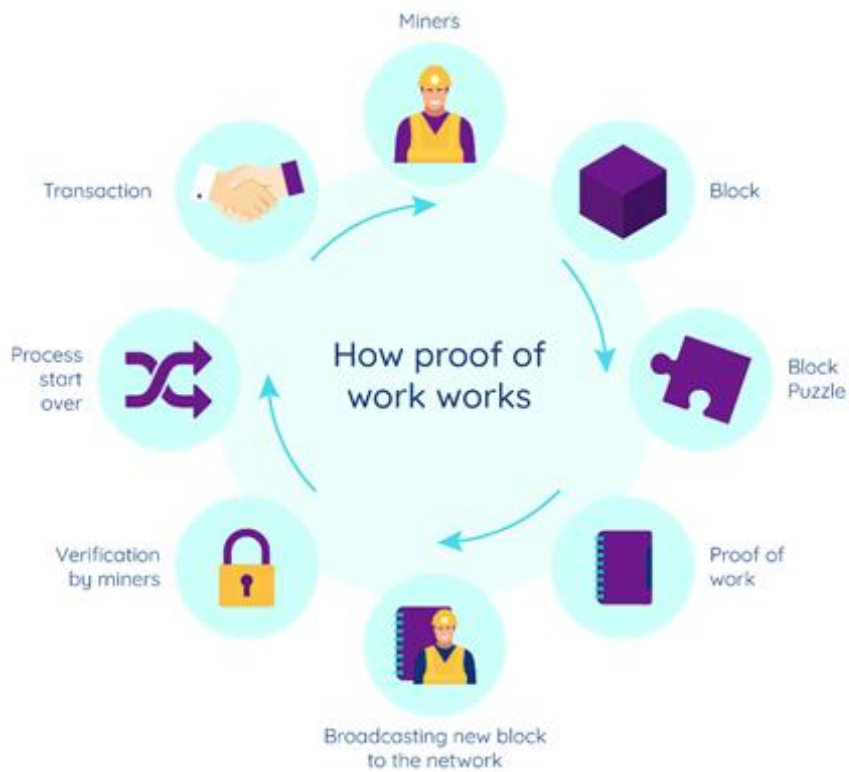 Miners
Transaction
Block
Process
start
over
How proof of
work works
Block
Puzzle
Verification
by miners
Proof of
work
Broadcasting new block
to the network